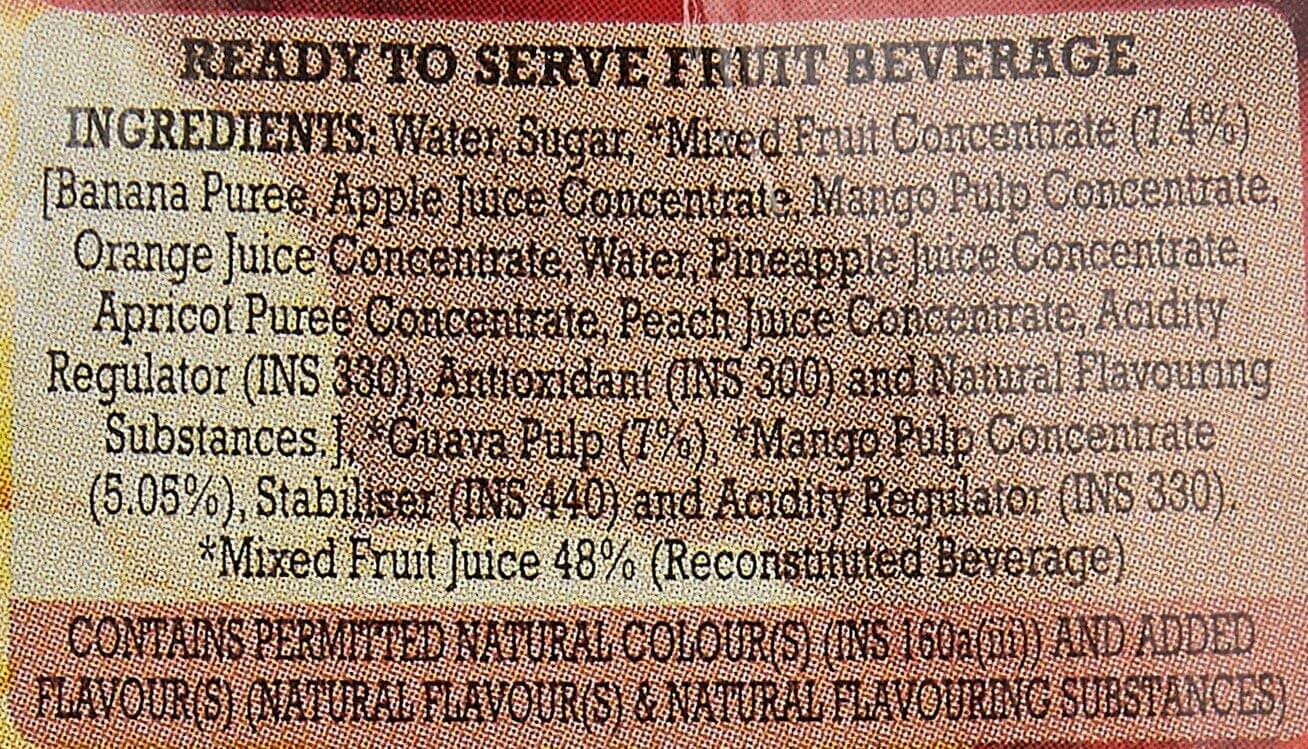 READY TO SERVE FRUIT BEVERAGE
INGREDIENTS: Water, Sugar, *Mixed Fruit Concentrate (7.4%)
[Banana Puree, Apple Juice Concentrate, Mango Pulp Concentrate,
Orange Juice Concentrate, Water, Pineapple Juice Concentrate,
Apricot Puree Concentrate, Peach Juice Concentrate, Acidity
Regulator (INS 330), Antioxidant (INS 300) and Natural Flavouring
Substances.], *Guava Pulp (7%), *Mango Pulp Concentrate
(5.05%), Stabiliser (INS 440) and Acidity Regulator (INS 330).
*Mixed Fruit Juice 48% (Reconstituted Beverage)
CONTAINS PERMITTED NATURAL COLOUR(S) (INS 160a(iii)) AND ADDED
FLAVOUR(S) (NATURAL FLAVOUR(S) & NATURAL FLAVOURING SUBSTANCES)